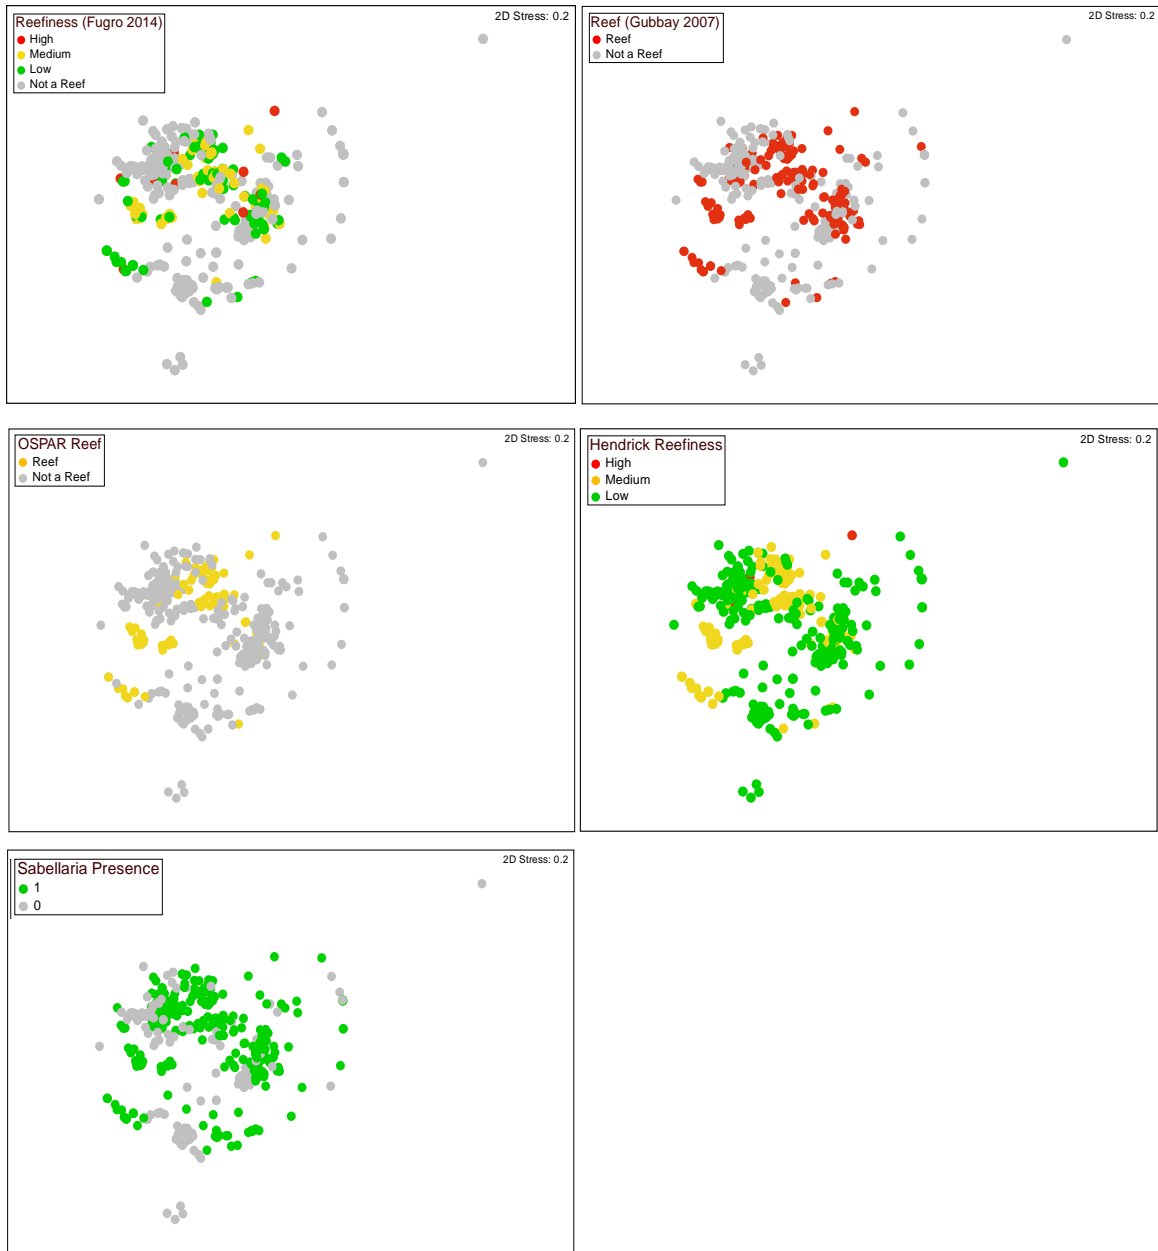 Reefiness (Fugro 2014)
High
Medium
Low
Not a Reef
2D Stress: 0.2
Reef (Gubbay 2007)
Reef
Not a Reef
2D Stress: 0.2
OSPAR Reef
Reef
Not a Reef
2D Stress: 0.2
Hendrick Reefiness
High
Medium
Low
2D Stress: 0.2
Sabellaria Presence
1
0
2D Stress: 0.2